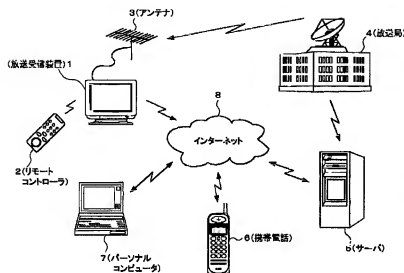 3(アンテナ)
4(放送局)
(放送受信装置)1
8
インターネット
2(リモート
コントローラ)
7(パーソナル
コンピュータ)
6(携帯電話)
5(サーバ)